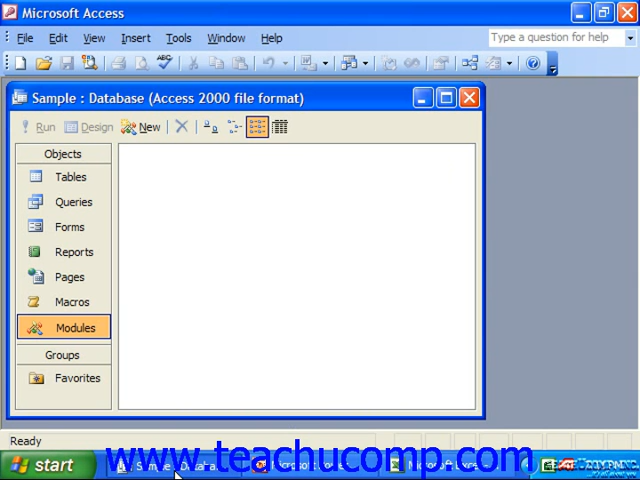 Microsoft Access
File Edit View Insert Tools Window Help
Type a question for help
Sample : Database (Access 2000 file format)
Run Design New
Objects
Tables
Queries
Forms
Reports
Pages
Macros
Modules
Groups
Favorites
Ready
start
www.teachucomp.com